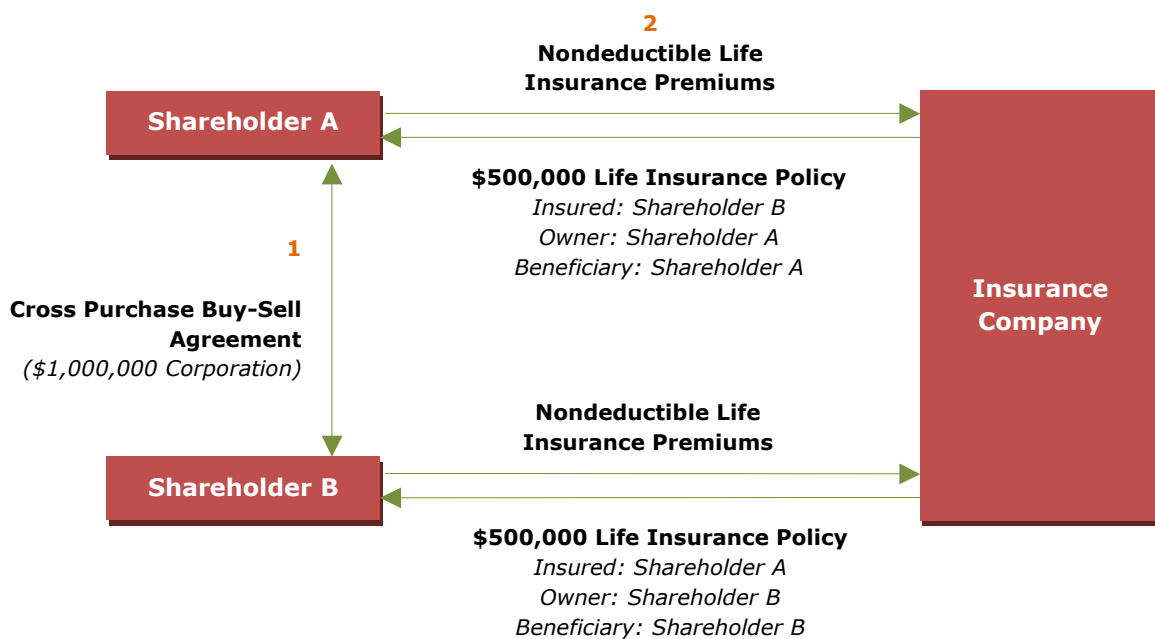 2
Nondeductible Life
Insurance Premiums
Shareholder A
$500,000 Life Insurance Policy
Insured: Shareholder B
Owner: Shareholder A
Beneficiary: Shareholder A
1
Cross Purchase Buy-Sell
Agreement
($1,000,000 Corporation)
Insurance
Company
Nondeductible Life
Insurance Premiums
Shareholder B
$500,000 Life Insurance Policy
Insured: Shareholder A
Owner: Shareholder B
Beneficiary: Shareholder B